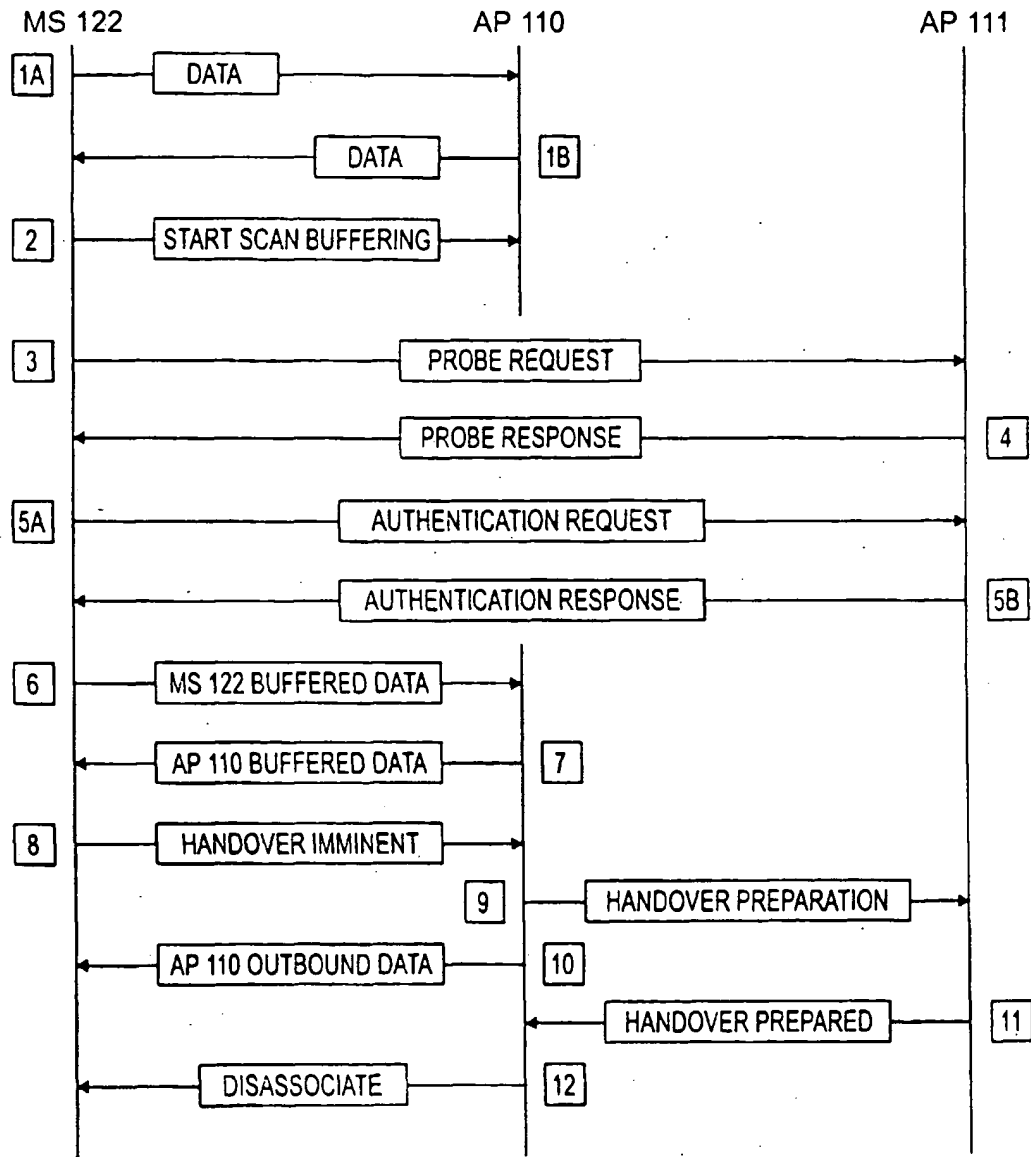 MS 122 AP 110 AP 111
1A DATA
DATA 1B
2 START SCAN BUFFERING
3 PROBE REQUEST
PROBE RESPONSE 4
5A AUTHENTICATION REQUEST
AUTHENTICATION RESPONSE 5B
6 MS 122 BUFFERED DATA
AP 110 BUFFERED DATA 7
8 HANDOVER IMMINENT
9 HANDOVER PREPARATION
AP 110 OUTBOUND DATA 10
HANDOVER PREPARED 11
DISASSOCIATE 12